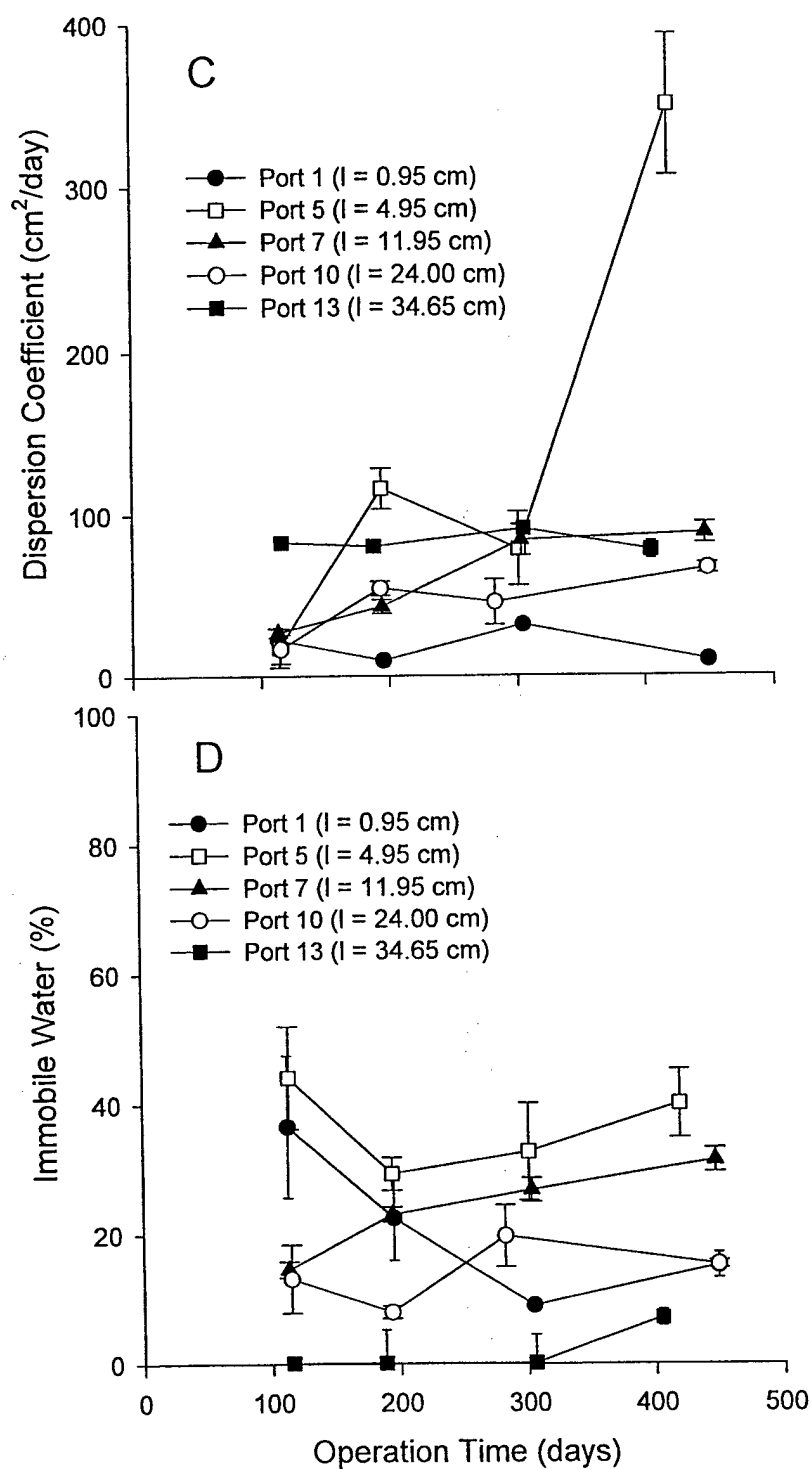 C
Dispersion Coefficient (cm²/day)
400
300
200
100
0
Port 1 (l = 0.95 cm)
Port 5 (l = 4.95 cm)
Port 7 (l = 11.95 cm)
Port 10 (l = 24.00 cm)
Port 13 (l = 34.65 cm)
D
Immobile Water (%)
100
80
60
40
20
0
Port 1 (l = 0.95 cm)
Port 5 (l = 4.95 cm)
Port 7 (l = 11.95 cm)
Port 10 (l = 24.00 cm)
Port 13 (l = 34.65 cm)
0 100 200 300 400 500
Operation Time (days)